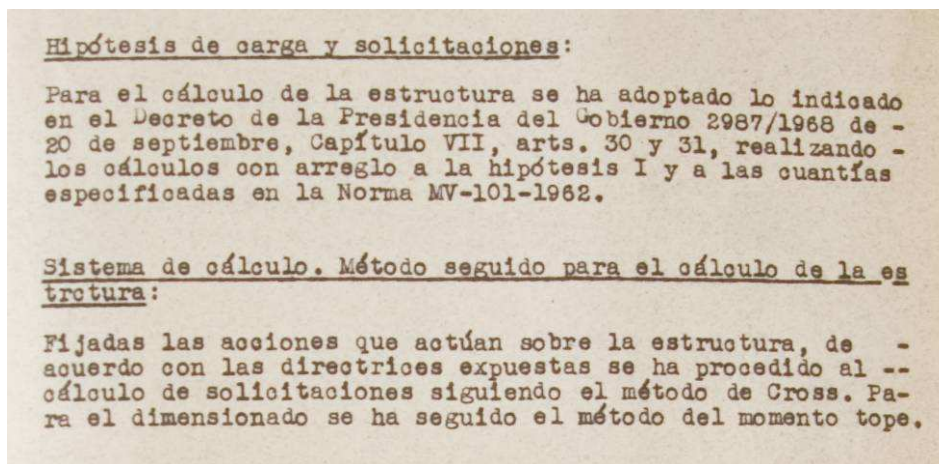 Hipótesis de carga y solicitaciones:
Para el cálculo de la estructura se ha adoptado lo indicado
en el Decreto de la Presidencia del Gobierno 2987/1968 de -
20 de septiembre, Capítulo VII, arts. 30 y 31, realizando -
los cálculos con arreglo a la hipótesis I y a las cuantías
especificadas en la Norma MV-101-1962.
Sistema de cálculo. Método seguido para el cálculo de la es
trctura:
Fijadas las acciones que actúan sobre la estructura, de -
acuerdo con las directrices expuestas se ha procedido al --
cálculo de solicitaciones siguiendo el método de Cross. Pa-
ra el dimensionado se ha seguido el método del momento tope.